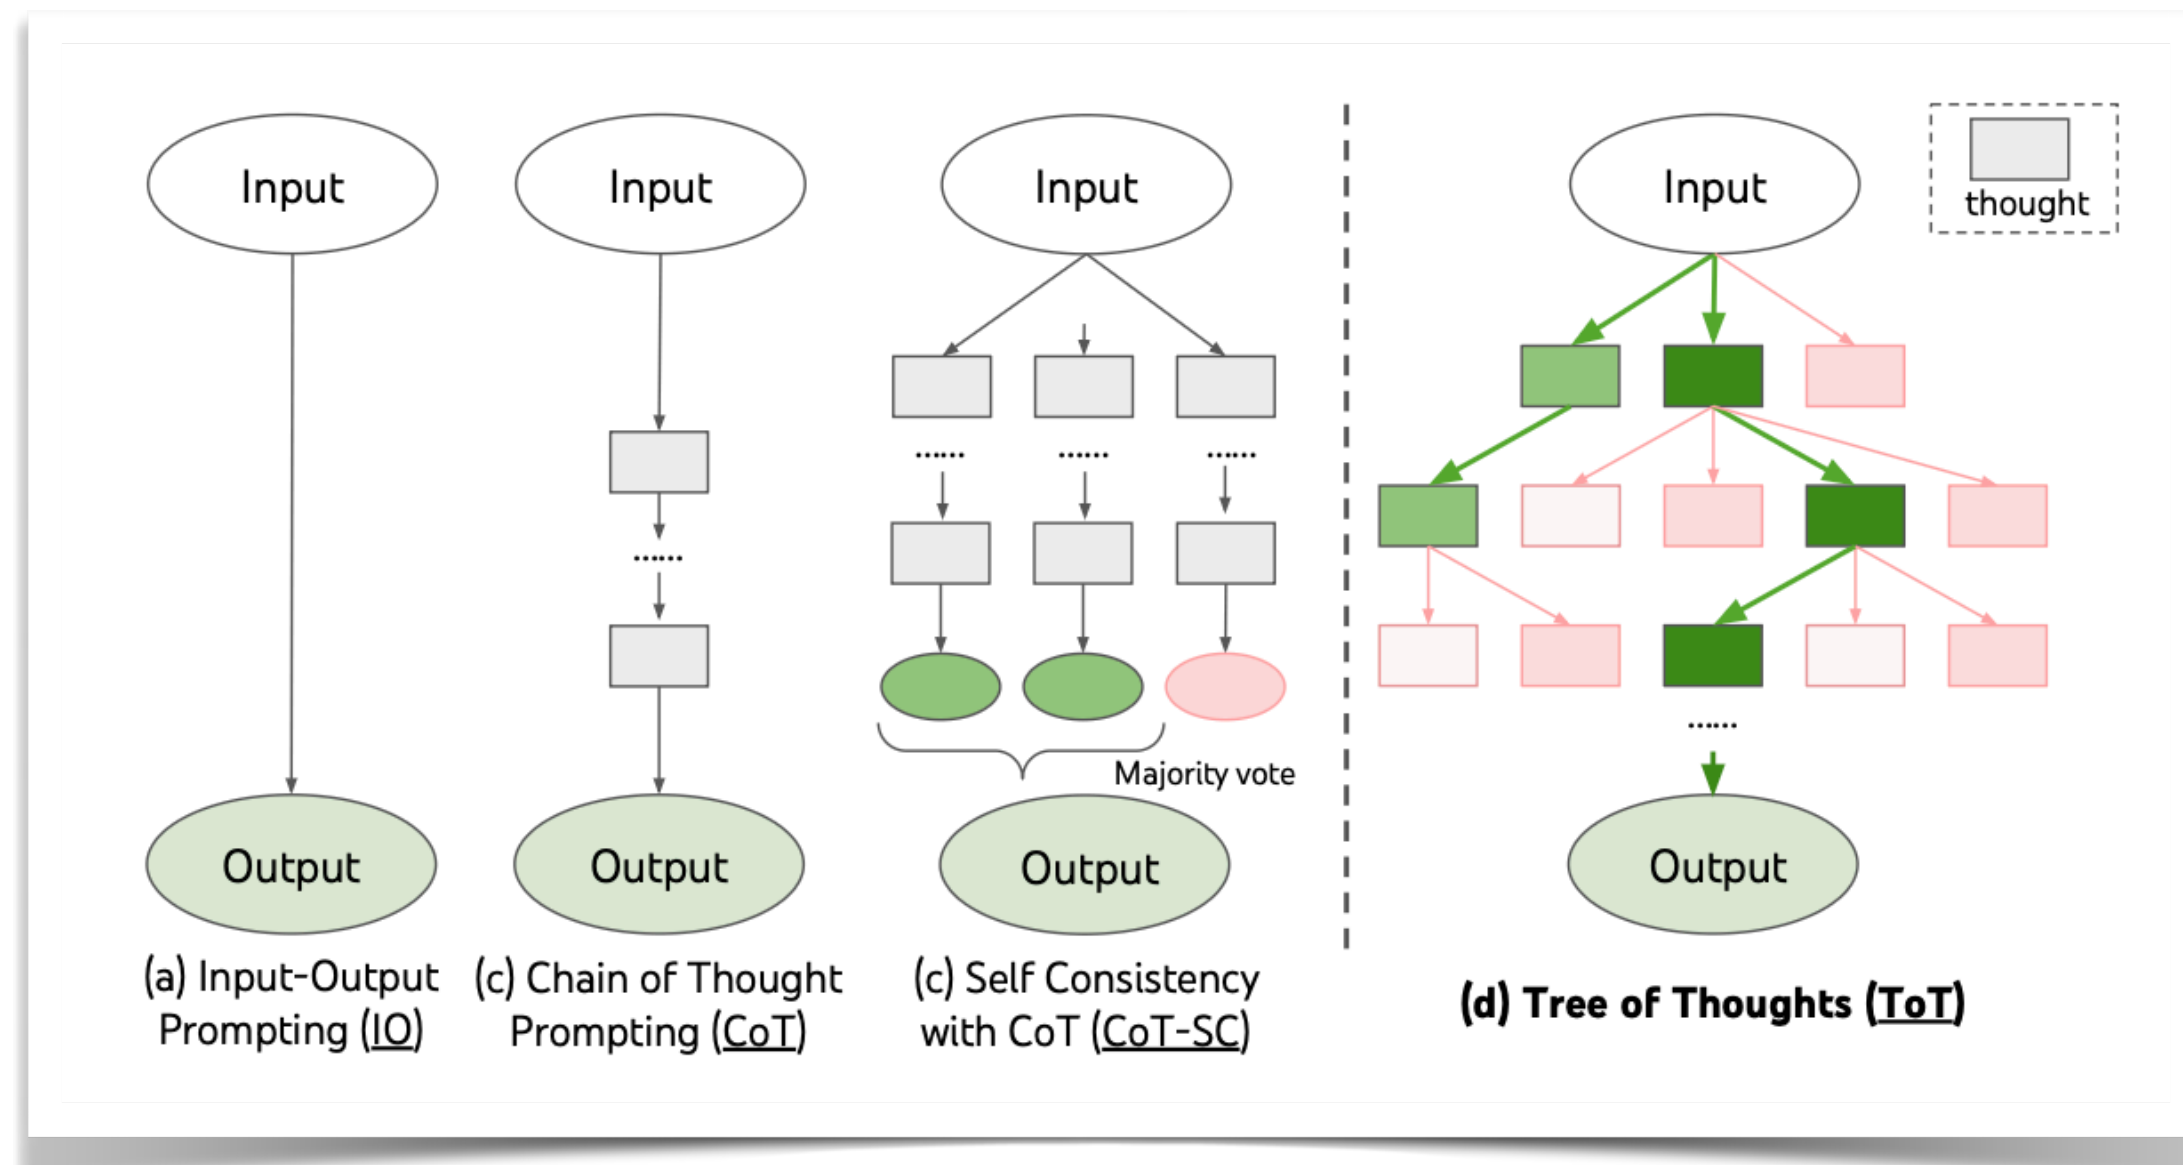 Input
Input
Input
Input
thought
......
......
......
......
......
Majority vote
Output
Output
Output
Output
(a) Input-Output
Prompting (IO)
(c) Chain of Thought
Prompting (CoT)
(c) Self Consistency
with CoT (CoT-SC)
(d) Tree of Thoughts (ToT)